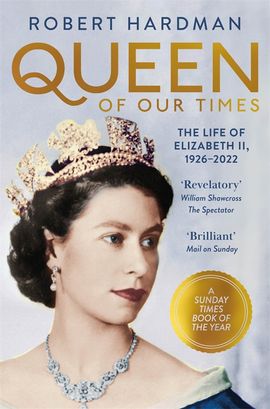 ROBERT HARDMAN
QUEEN
OF OUR TIMES
THE LIFE OF
ELIZABETH II,
1926–2022
‘Revelatory’
William Shawcross
The Spectator
‘Brilliant’
Mail on Sunday
A
SUNDAY
TIMES
BOOK OF
THE YEAR